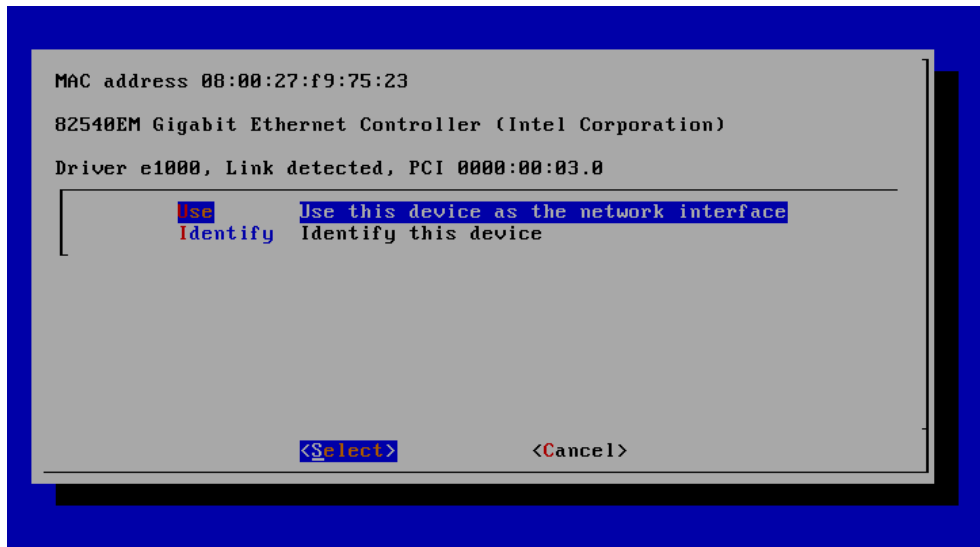 MAC address 08:00:27:f9:75:23
82540EM Gigabit Ethernet Controller (Intel Corporation)
Driver e1000, Link detected, PCI 0000:00:03.0
Use Use this device as the network interface
Identify Identify this device
<Select> <Cancel>